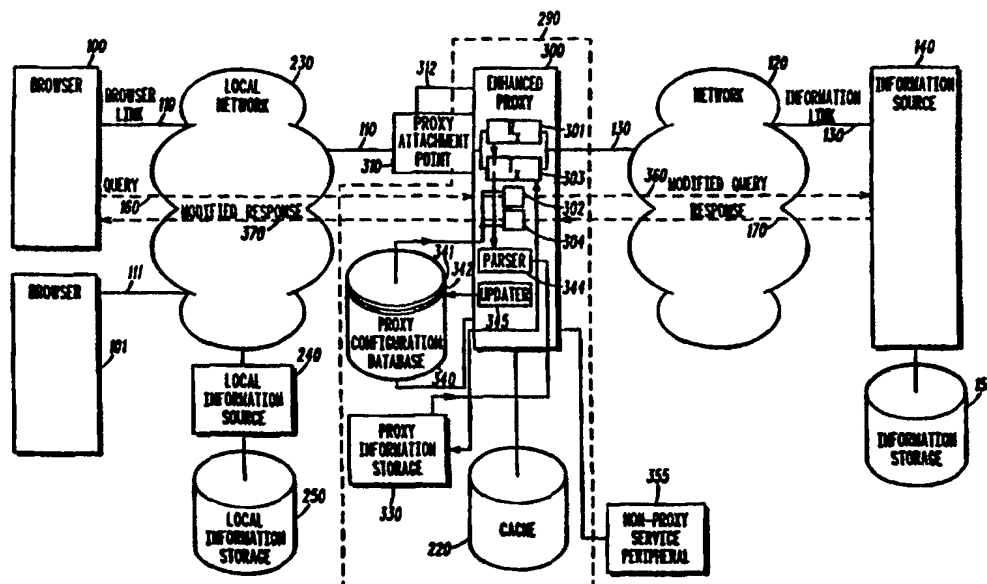 290
100
BROWSER
BROWSER
LINK
110
230
LOCAL
NETWORK
312
300
ENHANCED
PROXY
301
303
302
304
PROXY
ATTACHMENT
POINT
110
310
130
120
NETWORK
INFORMATION
LINK
130
140
INFORMATION
SOURCE
QUERY
160
MODIFIED RESPONSE
370
360
MODIFIED QUERY
RESPONSE
170
341
342
PARSER
344
UPDATER
345
PROXY
CONFIGURATION
DATABASE
340
111
BROWSER
101
240
LOCAL
INFORMATION
SOURCE
250
LOCAL
INFORMATION
STORAGE
PROXY
INFORMATION
STORAGE
330
CACHE
220
355
NON-PROXY
SERVICE
PERIPHERAL
INFORMATION
STORAGE